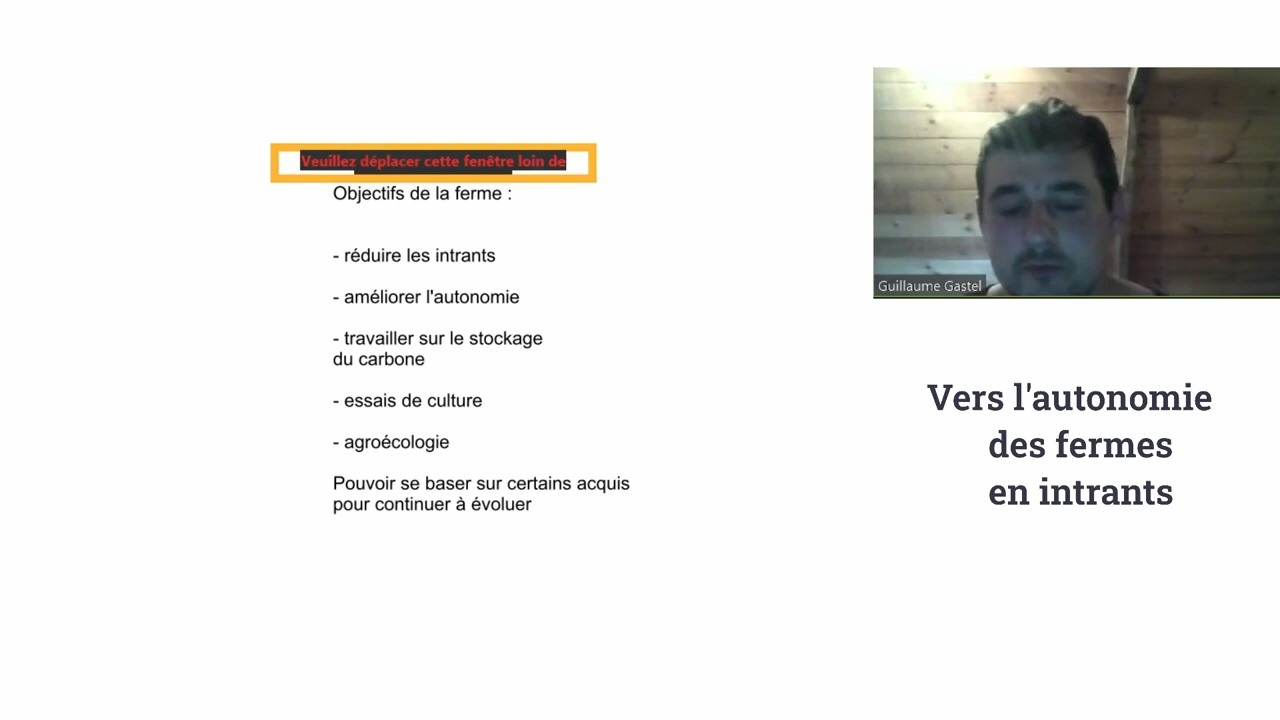 Veuillez déplacer cette fenêtre loin de
Objectifs de la ferme :
- réduire les intrants
- améliorer l'autonomie
- travailler sur le stockage
du carbone
- essais de culture
- agroécologie
Pouvoir se baser sur certains acquis
pour continuer à évoluer
Guillaume Gastel
Vers l'autonomie
des fermes
en intrants